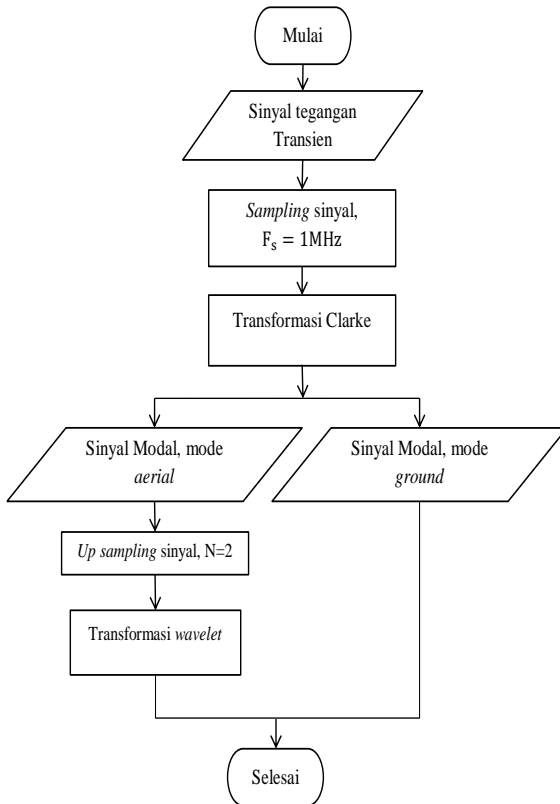 Mulai
Sinyal tegangan
Transien
Sampling sinyal,
Fₛ = 1MHz
Transformasi Clarke
Sinyal Modal, mode
aerial
Sinyal Modal, mode
ground
Up sampling sinyal, N=2
Transformasi wavelet
Selesai